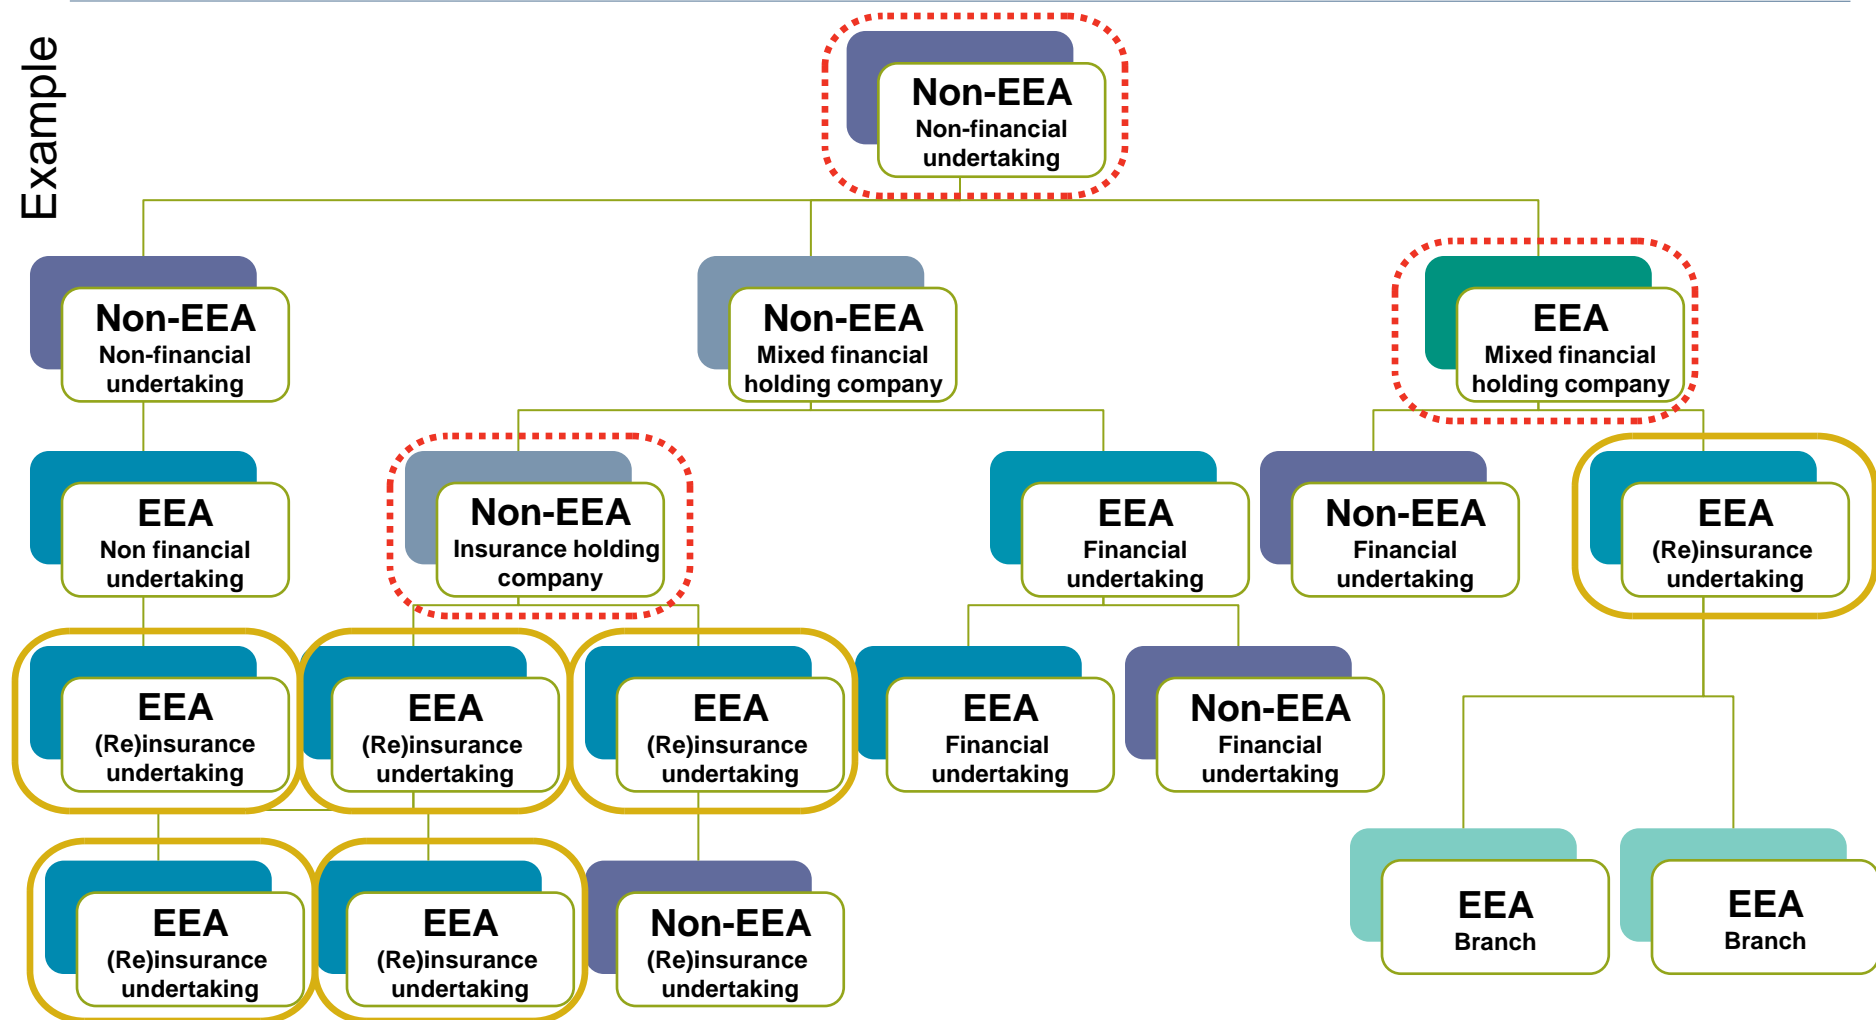 Example
Non-EEA
Non-financial
undertaking
Non-EEA
Non-financial
undertaking
Non-EEA
Mixed financial
holding company
EEA
Mixed financial
holding company
EEA
Non financial
undertaking
Non-EEA
Insurance holding
company
EEA
Financial
undertaking
Non-EEA
Financial
undertaking
EEA
(Re)insurance
undertaking
EEA
(Re)insurance
undertaking
EEA
(Re)insurance
undertaking
EEA
(Re)insurance
undertaking
EEA
Financial
undertaking
Non-EEA
Financial
undertaking
EEA
(Re)insurance
undertaking
EEA
(Re)insurance
undertaking
Non-EEA
(Re)insurance
undertaking
EEA
Branch
EEA
Branch